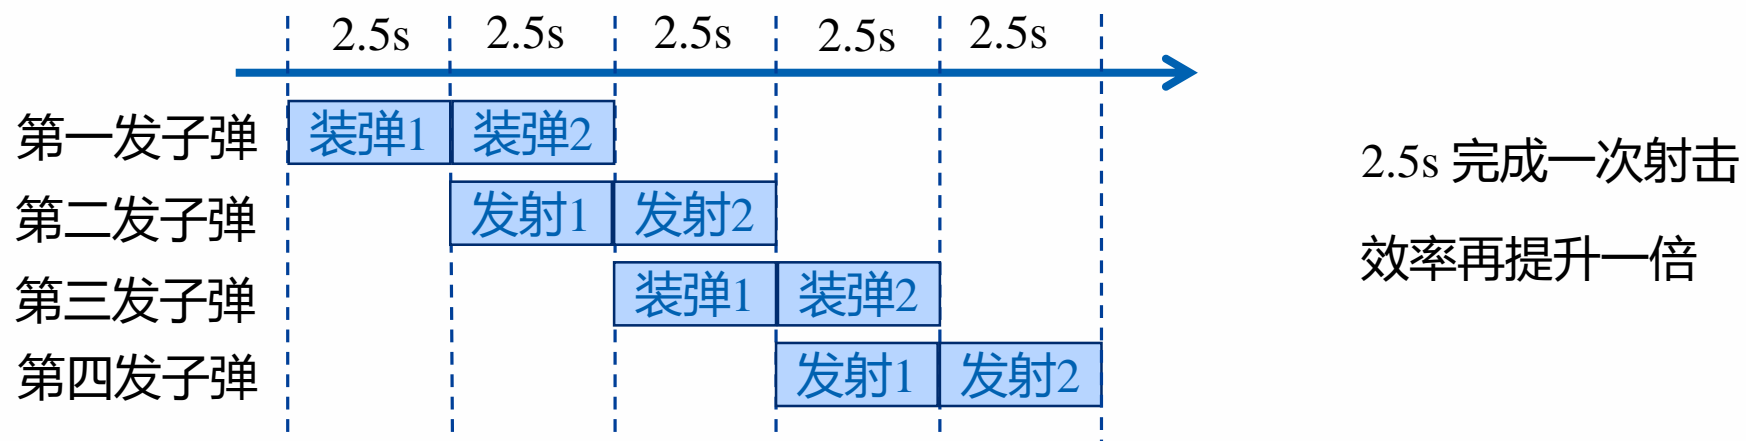 2.5s 2.5s 2.5s 2.5s 2.5s
第一发子弹 装弹1 装弹2
第二发子弹 发射1 发射2
第三发子弹 装弹1 装弹2
第四发子弹 发射1 发射2
2.5s 完成一次射击
效率再提升一倍